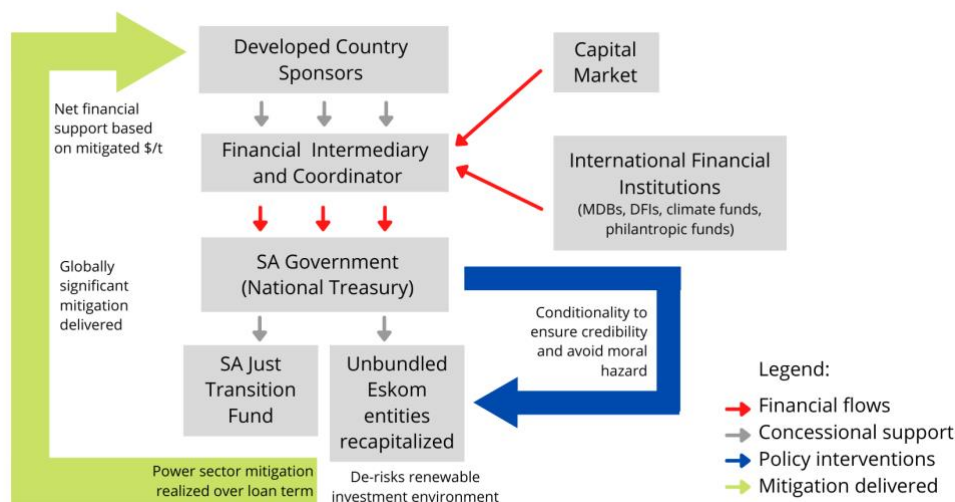 Developed Country
Sponsors
Capital
Market
Net financial
support based
on mitigated $/t
Financial Intermediary
and Coordinator
International Financial
Institutions
(MDBs, DFIs, climate funds,
philantropic funds)
SA Government
(National Treasury)
Globally
significant
mitigation
delivered
Conditionality to
ensure credibility
and avoid moral
hazard
SA Just
Transition
Fund
Unbundled
Eskom
entities
recapitalized
Power sector mitigation
realized over loan term
De-risks renewable
investment environment
Legend:
Financial flows
Concessional support
Policy interventions
Mitigation delivered